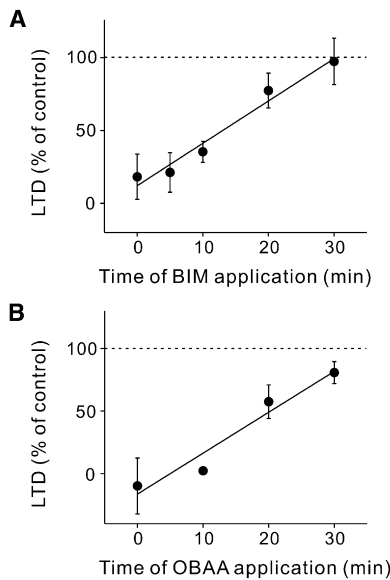 A
LTD (% of control)
100
50
0
0 10 20 30
Time of BIM application (min)
B
LTD (% of control)
100
50
0
0 10 20 30
Time of OBAA application (min)